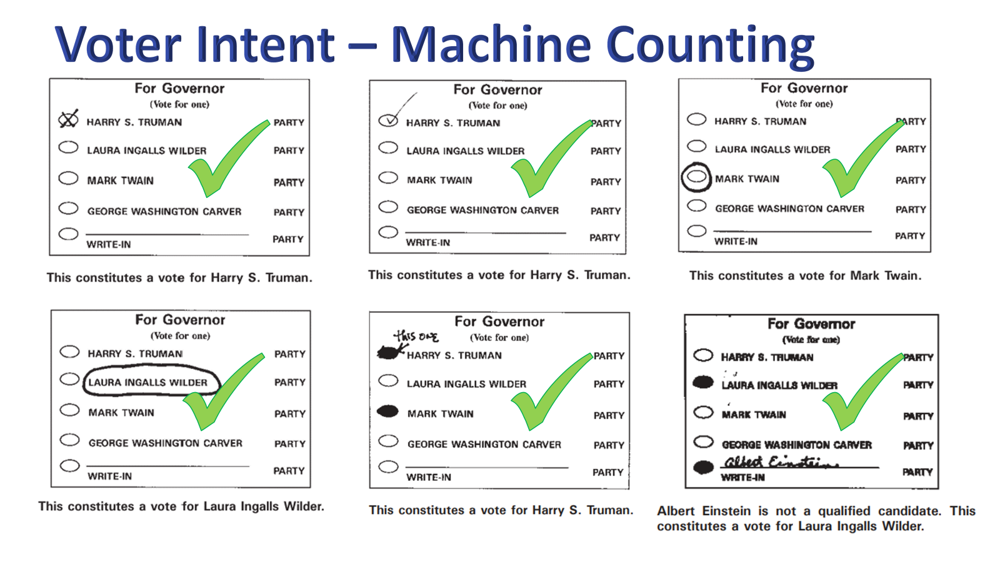 Voter Intent – Machine Counting
For Governor
(Vote for one)
HARRY S. TRUMAN PARTY
LAURA INGALLS WILDER PARTY
MARK TWAIN PARTY
GEORGE WASHINGTON CARVER PARTY
WRITE-IN PARTY
This constitutes a vote for Harry S. Truman.
For Governor
(Vote for one)
HARRY S. TRUMAN PARTY
LAURA INGALLS WILDER PARTY
MARK TWAIN PARTY
GEORGE WASHINGTON CARVER PARTY
WRITE-IN PARTY
This constitutes a vote for Harry S. Truman.
For Governor
(Vote for one)
HARRY S. TRUMAN PARTY
LAURA INGALLS WILDER PARTY
MARK TWAIN PARTY
GEORGE WASHINGTON CARVER PARTY
WRITE-IN PARTY
This constitutes a vote for Mark Twain.
For Governor
(Vote for one)
HARRY S. TRUMAN PARTY
LAURA INGALLS WILDER PARTY
MARK TWAIN PARTY
GEORGE WASHINGTON CARVER PARTY
WRITE-IN PARTY
This constitutes a vote for Laura Ingalls Wilder.
For Governor
this one (Vote for one)
HARRY S. TRUMAN PARTY
LAURA INGALLS WILDER PARTY
MARK TWAIN PARTY
GEORGE WASHINGTON CARVER PARTY
WRITE-IN PARTY
This constitutes a vote for Harry S. Truman.
For Governor
(Vote for one)
HARRY S. TRUMAN PARTY
LAURA INGALLS WILDER PARTY
MARK TWAIN PARTY
GEORGE WASHINGTON CARVER PARTY
Albert Einstein PARTY
WRITE-IN
Albert Einstein is not a qualified candidate. This
constitutes a vote for Laura Ingalls Wilder.